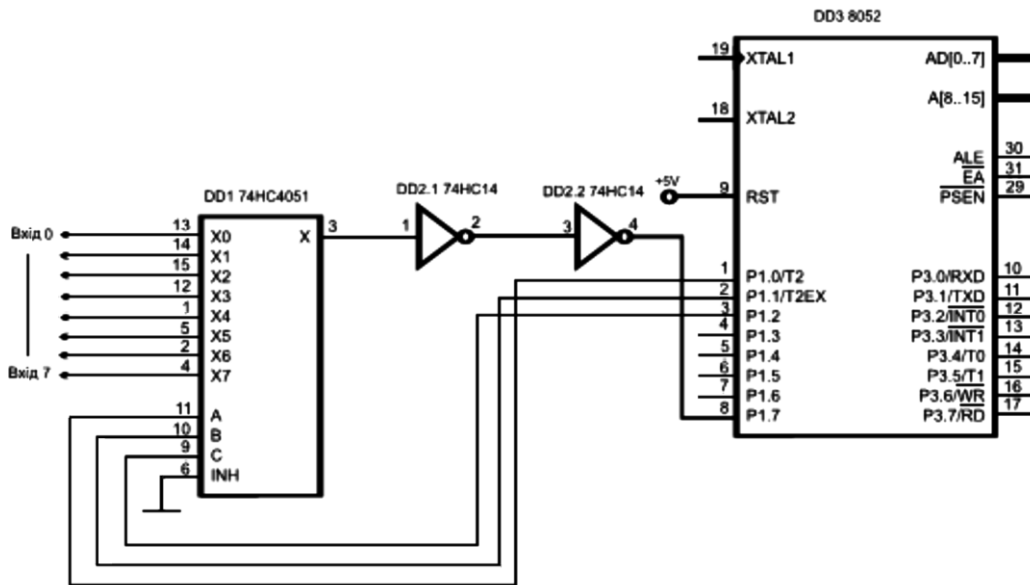 DD3 8052
19 XTAL1 AD[0..7]
A[8..15]
18 XTAL2
ALE 30
EA 31
PSEN 29
+5V 9 RST
DD1 74HC4051
DD2.1 74HC14
DD2.2 74HC14
Вхід 0 13 X0 X 3 1 2 3 4
14 X1
15 X2
12 X3
1 X4
5 X5
2 X6
Вхід 7 4 X7
11 A
10 B
9 C
6 INH
1 P1.0/T2 P3.0/RXD 10
2 P1.1/T2EX P3.1/TXD 11
3 P1.2 P3.2/INT0 12
4 P1.3 P3.3/INT1 13
5 P1.4 P3.4/T0 14
6 P1.5 P3.5/T1 15
7 P1.6 P3.6/WR 16
8 P1.7 P3.7/RD 17